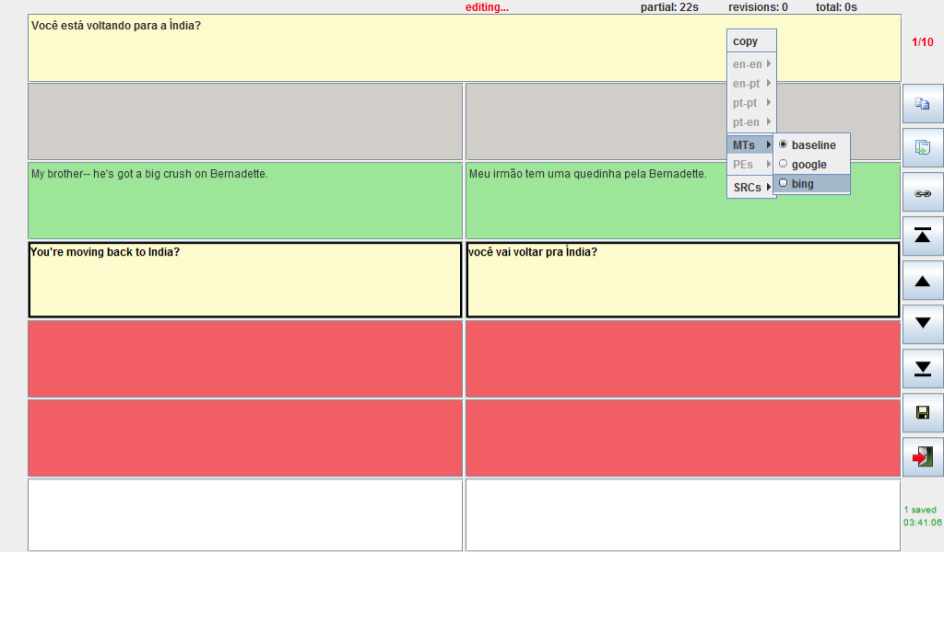 editing... partial: 22s revisions: 0 total: 0s
Você está voltando para a Índia?
1/10
copy
en-en
en-pt
pt-pt
pt-en
MTs
baseline
PEs
google
SRCs
bing
My brother-- he's got a big crush on Bernadette.
Meu irmão tem uma quedinha pela Bernadette.
You're moving back to India?
você vai voltar pra Índia?
1 saved
03:41:06